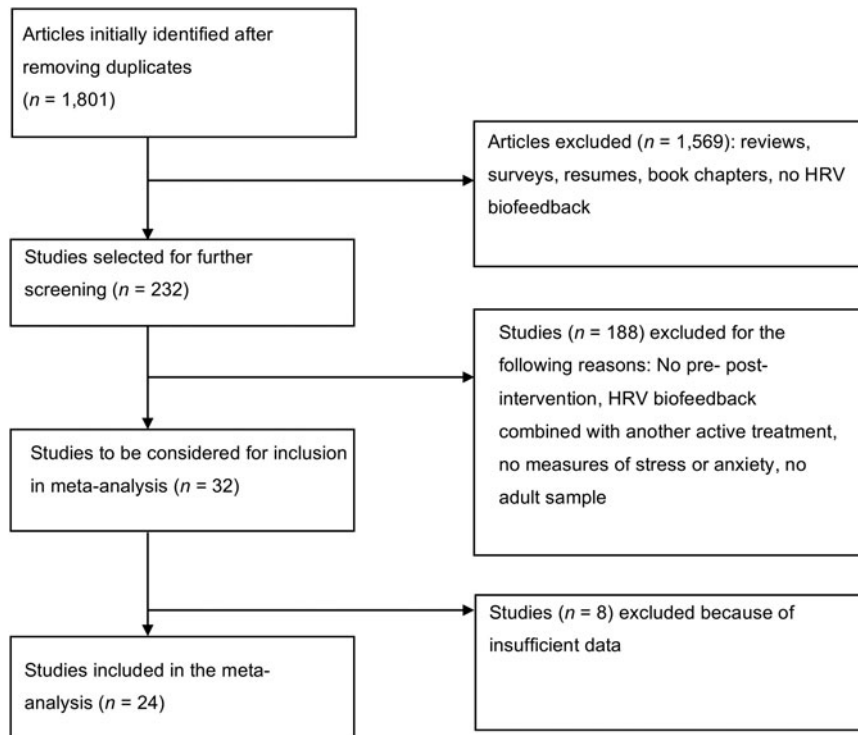 Articles initially identified after
removing duplicates
(n = 1,801)
Articles excluded (n = 1,569): reviews,
surveys, resumes, book chapters, no HRV
biofeedback
Studies selected for further
screening (n = 232)
Studies (n = 188) excluded for the
following reasons: No pre- post-
intervention, HRV biofeedback
combined with another active treatment,
no measures of stress or anxiety, no
adult sample
Studies to be considered for inclusion
in meta-analysis (n = 32)
Studies (n = 8) excluded because of
insufficient data
Studies included in the meta-
analysis (n = 24)